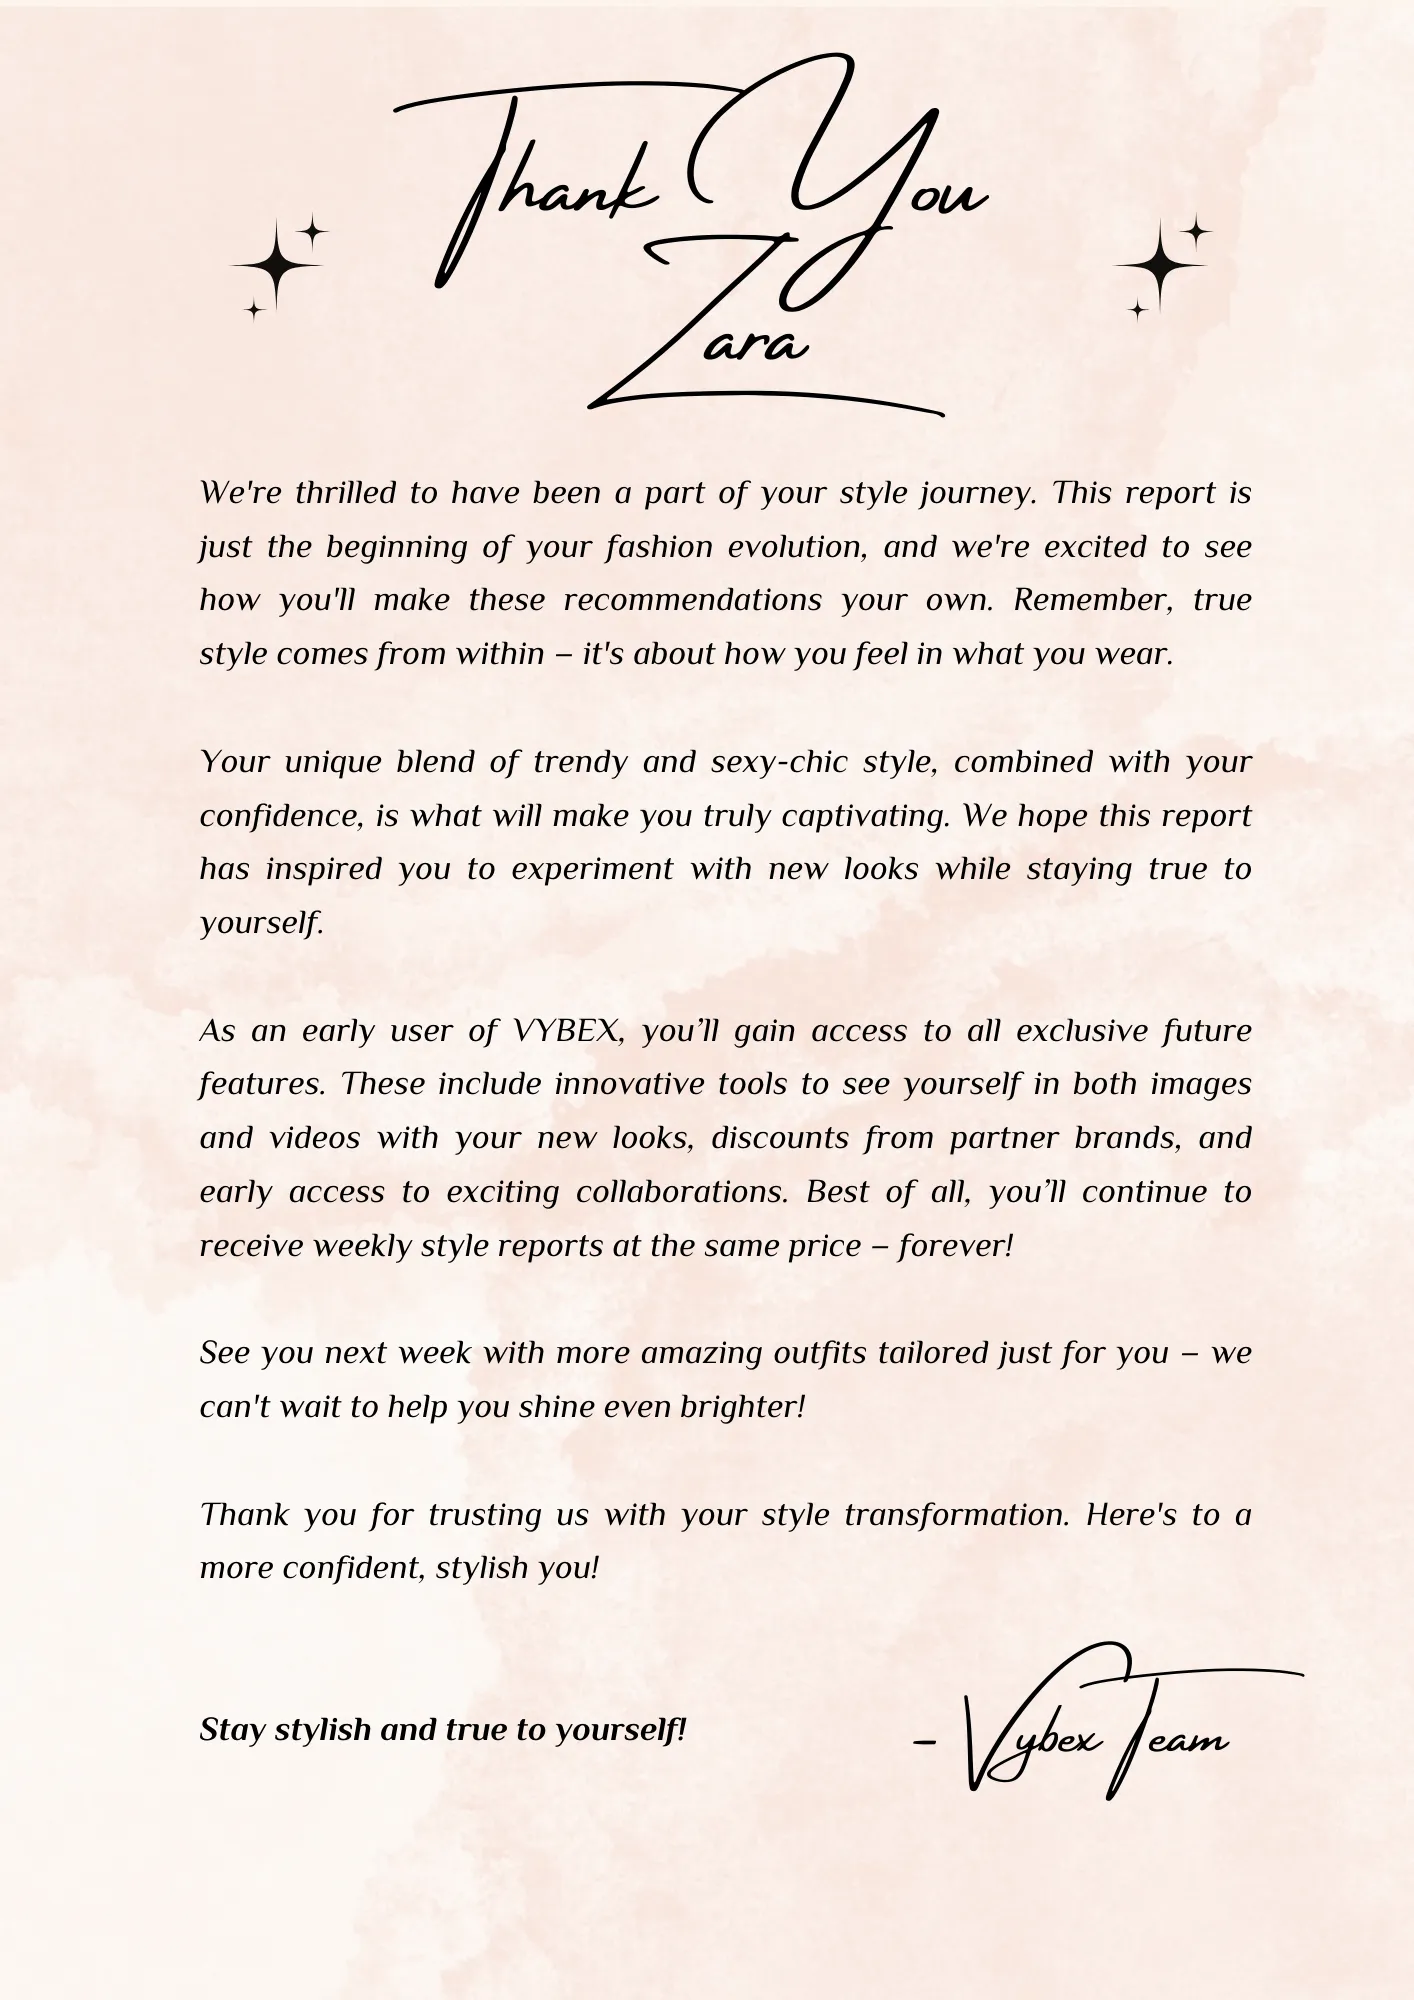 Thank You
Zara
We're thrilled to have been a part of your style journey. This report is
just the beginning of your fashion evolution, and we're excited to see
how you'll make these recommendations your own. Remember, true
style comes from within – it's about how you feel in what you wear.
Your unique blend of trendy and sexy-chic style, combined with your
confidence, is what will make you truly captivating. We hope this report
has inspired you to experiment with new looks while staying true to
yourself.
As an early user of VYBEX, you’ll gain access to all exclusive future
features. These include innovative tools to see yourself in both images
and videos with your new looks, discounts from partner brands, and
early access to exciting collaborations. Best of all, you’ll continue to
receive weekly style reports at the same price – forever!
See you next week with more amazing outfits tailored just for you – we
can't wait to help you shine even brighter!
Thank you for trusting us with your style transformation. Here's to a
more confident, stylish you!
Stay stylish and true to yourself!
– Vybex Team